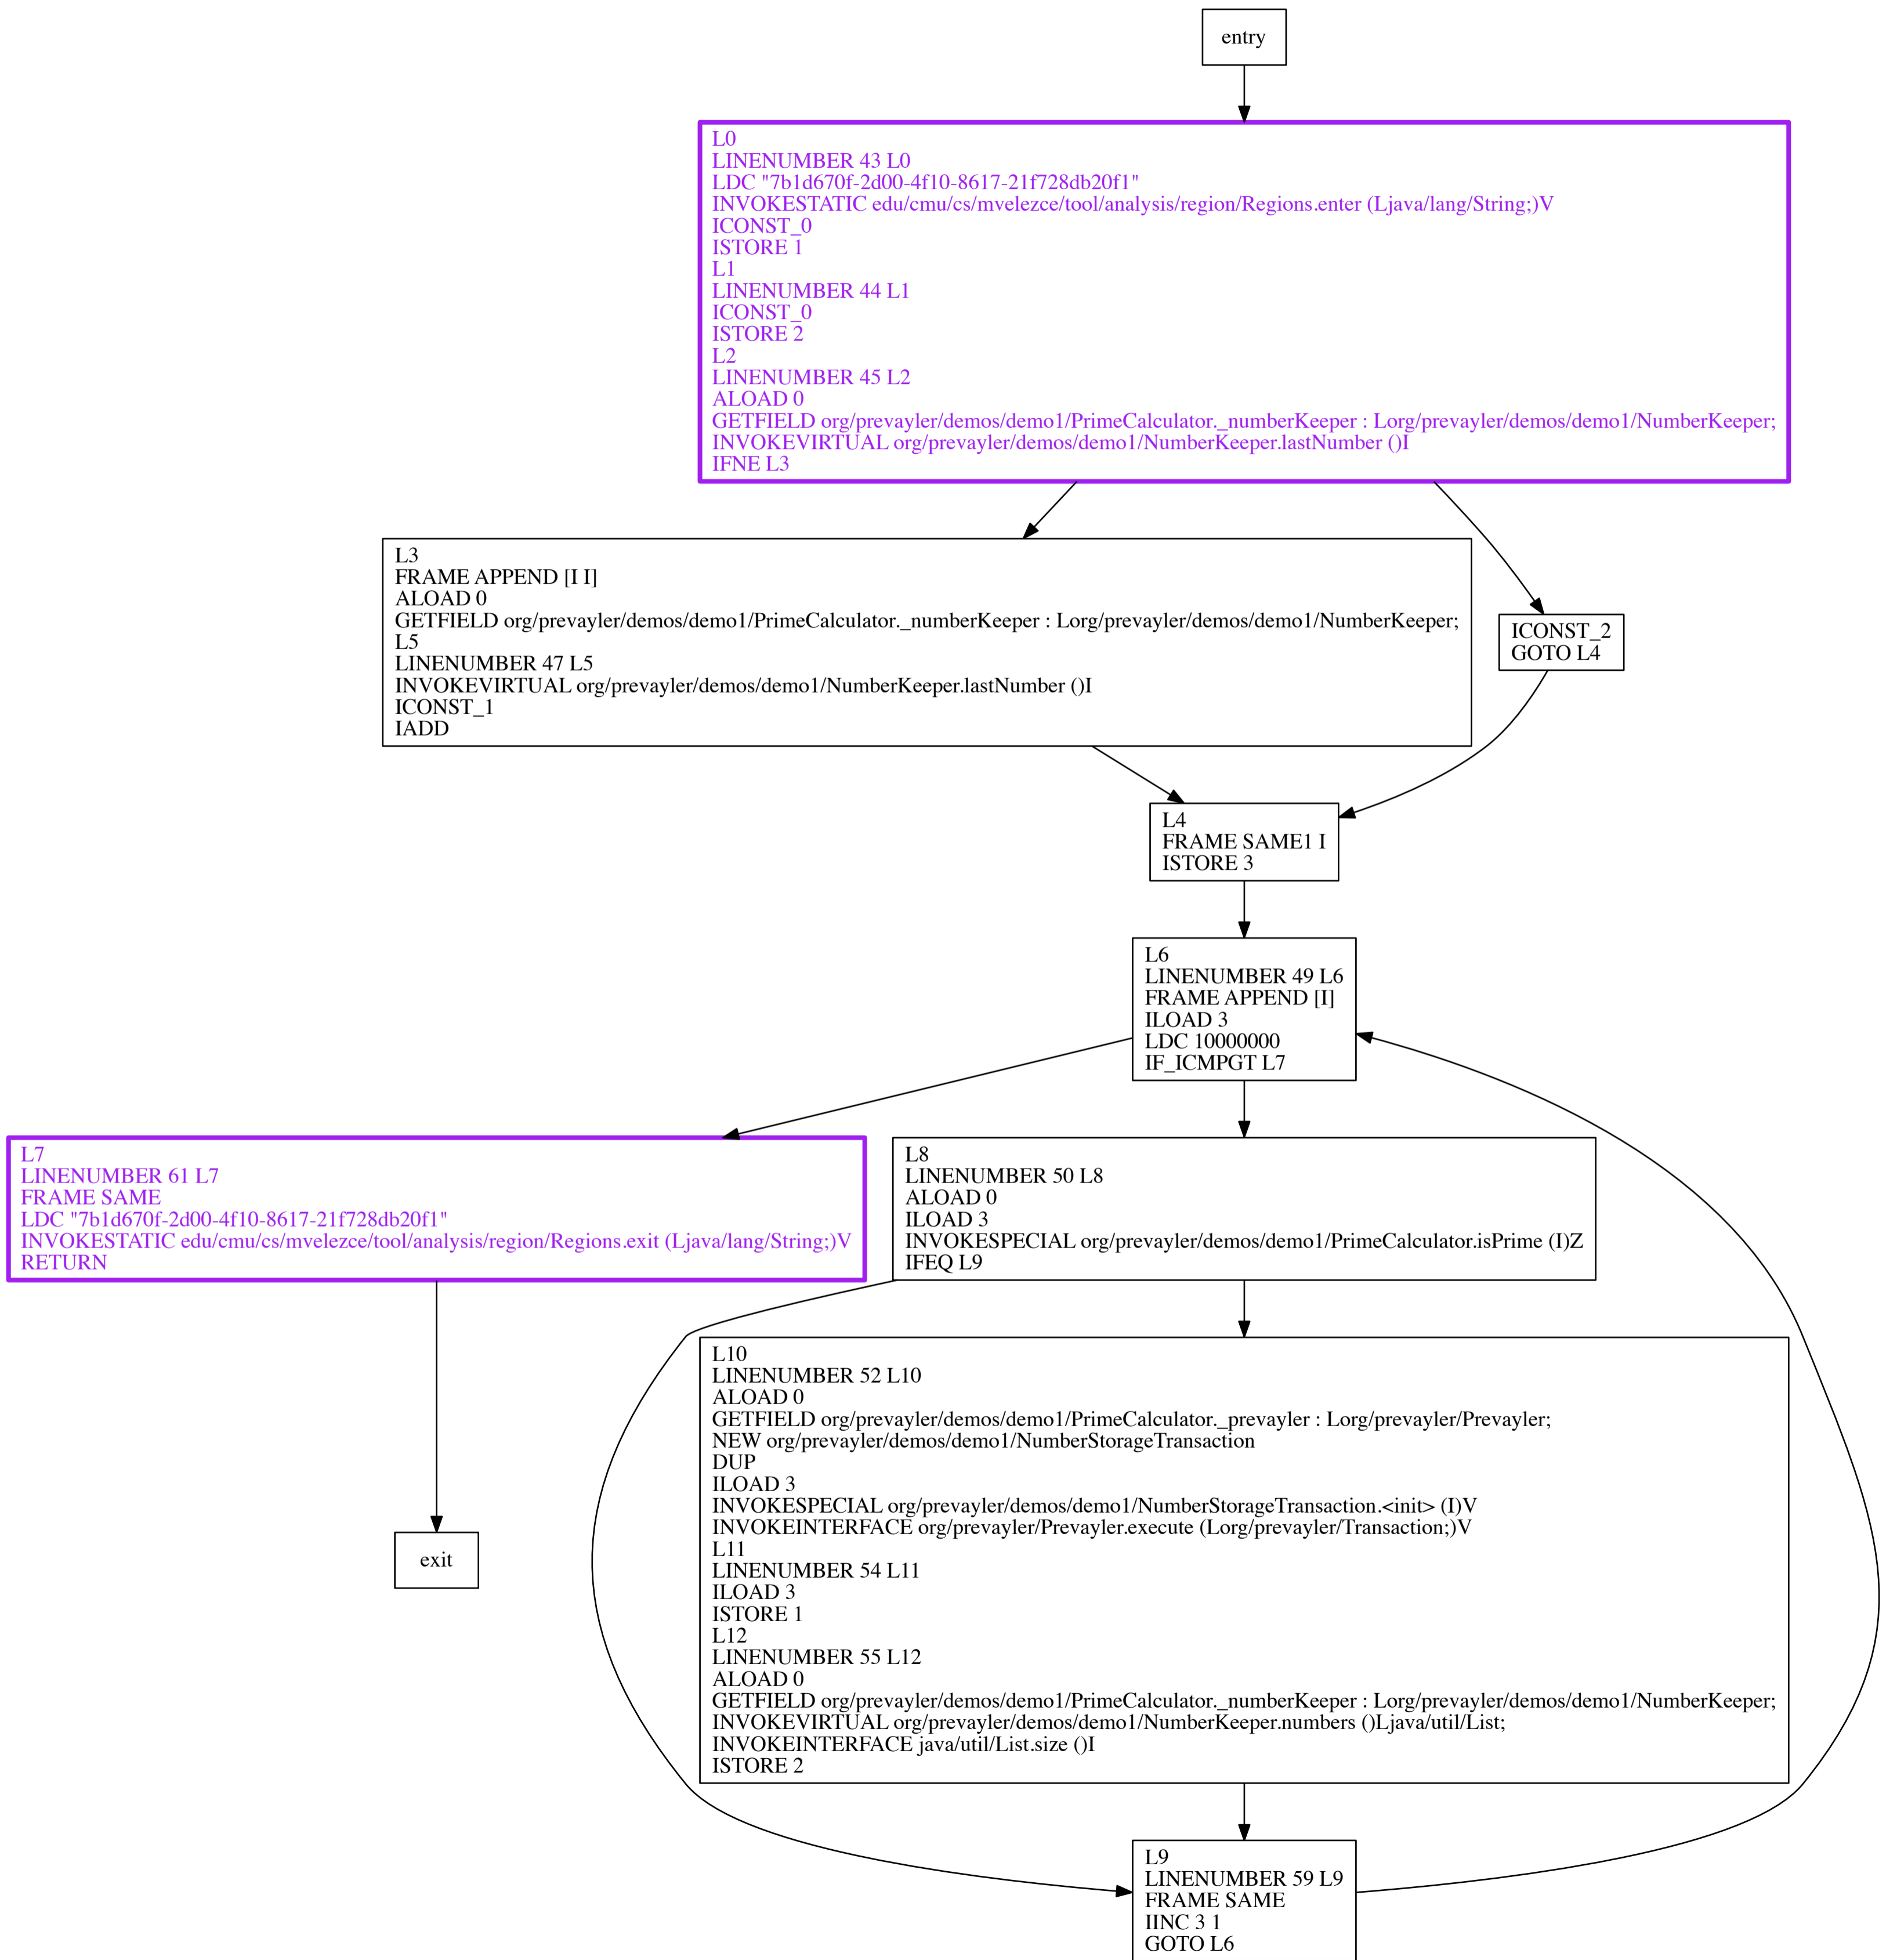 entry
L0
LINENUMBER 43 L0
LDC "7b1d670f-2d00-4f10-8617-21f728db20f1"
INVOKESTATIC edu/cmu/cs/mvelezce/tool/analysis/region/Regions.enter (Ljava/lang/String;)V
ICONST_0
ISTORE 1
L1
LINENUMBER 44 L1
ICONST_0
ISTORE 2
L2
LINENUMBER 45 L2
ALOAD 0
GETFIELD org/prevayler/demos/demo1/PrimeCalculator._numberKeeper : Lorg/prevayler/demos/demo1/NumberKeeper;
INVOKEVIRTUAL org/prevayler/demos/demo1/NumberKeeper.lastNumber ()I
IFNE L3
L3
FRAME APPEND [I I]
ALOAD 0
GETFIELD org/prevayler/demos/demo1/PrimeCalculator._numberKeeper : Lorg/prevayler/demos/demo1/NumberKeeper;
L5
LINENUMBER 47 L5
INVOKEVIRTUAL org/prevayler/demos/demo1/NumberKeeper.lastNumber ()I
ICONST_1
IADD
ICONST_2
GOTO L4
L4
FRAME SAME1 I
ISTORE 3
L6
LINENUMBER 49 L6
FRAME APPEND [I]
ILOAD 3
LDC 10000000
IF_ICMPGT L7
L7
LINENUMBER 61 L7
FRAME SAME
LDC "7b1d670f-2d00-4f10-8617-21f728db20f1"
INVOKESTATIC edu/cmu/cs/mvelezce/tool/analysis/region/Regions.exit (Ljava/lang/String;)V
RETURN
L8
LINENUMBER 50 L8
ALOAD 0
ILOAD 3
INVOKESPECIAL org/prevayler/demos/demo1/PrimeCalculator.isPrime (I)Z
IFEQ L9
L10
LINENUMBER 52 L10
ALOAD 0
GETFIELD org/prevayler/demos/demo1/PrimeCalculator._prevayler : Lorg/prevayler/Prevayler;
NEW org/prevayler/demos/demo1/NumberStorageTransaction
DUP
ILOAD 3
INVOKESPECIAL org/prevayler/demos/demo1/NumberStorageTransaction.<init> (I)V
INVOKEINTERFACE org/prevayler/Prevayler.execute (Lorg/prevayler/Transaction;)V
L11
LINENUMBER 54 L11
ILOAD 3
ISTORE 1
L12
LINENUMBER 55 L12
ALOAD 0
GETFIELD org/prevayler/demos/demo1/PrimeCalculator._numberKeeper : Lorg/prevayler/demos/demo1/NumberKeeper;
INVOKEVIRTUAL org/prevayler/demos/demo1/NumberKeeper.numbers ()Ljava/util/List;
INVOKEINTERFACE java/util/List.size ()I
ISTORE 2
exit
L9
LINENUMBER 59 L9
FRAME SAME
IINC 3 1
GOTO L6